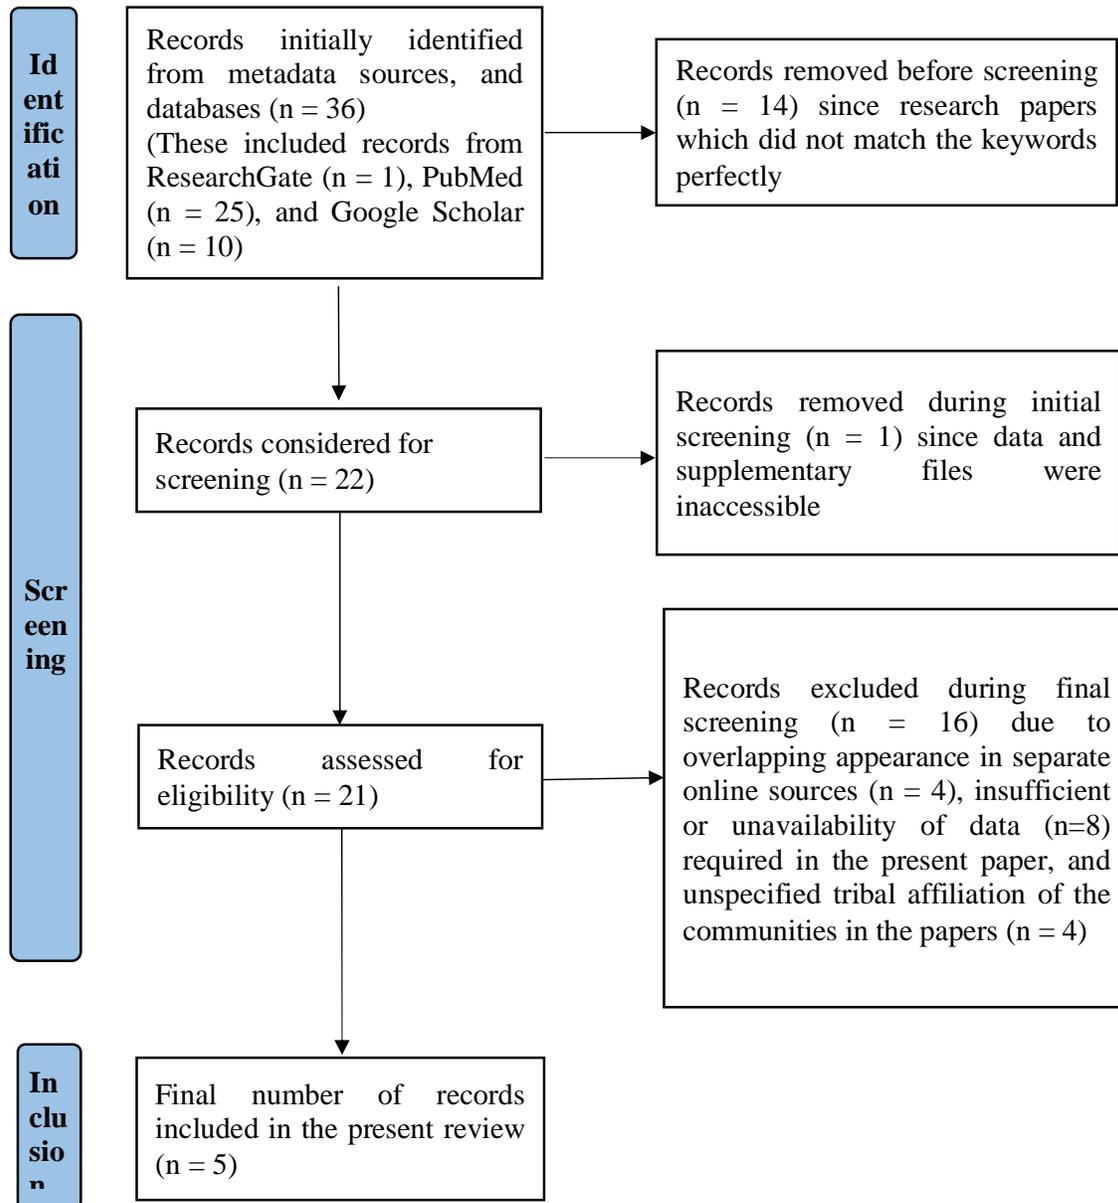 Id
ent
ific
ati
on
Records initially identified
from metadata sources, and
databases (n = 36)
(These included records from
ResearchGate (n = 1), PubMed
(n = 25), and Google Scholar
(n = 10)
Records removed before screening
(n = 14) since research papers
which did not match the keywords
perfectly
Scr
een
ing
Records considered for
screening (n = 22)
Records removed during initial
screening (n = 1) since data and
supplementary files were
inaccessible
Records assessed for
eligibility (n = 21)
Records excluded during final
screening (n = 16) due to
overlapping appearance in separate
online sources (n = 4), insufficient
or unavailability of data (n=8)
required in the present paper, and
unspecified tribal affiliation of the
communities in the papers (n = 4)
In
clu
sio
n
Final number of records
included in the present review
(n = 5)